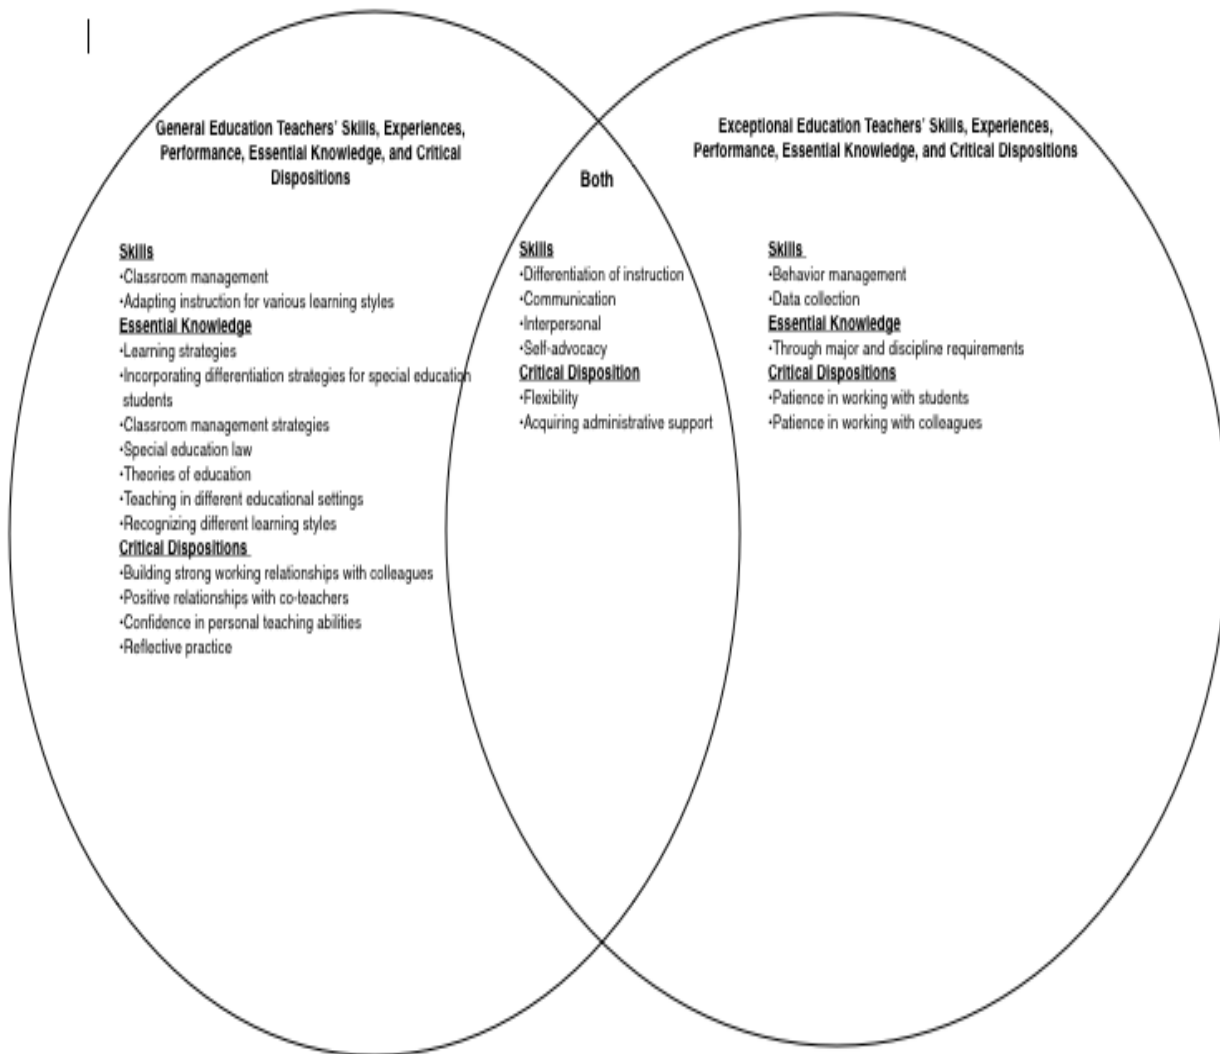 General Education Teachers' Skills, Experiences,
Performance, Essential Knowledge, and Critical
Dispositions
Skills
•Classroom management
•Adapting instruction for various learning styles
Essential Knowledge
•Learning strategies
•Incorporating differentiation strategies for special education
students
•Classroom management strategies
•Special education law
•Theories of education
•Teaching in different educational settings
•Recognizing different learning styles
Critical Dispositions
•Building strong working relationships with colleagues
•Positive relationships with co-teachers
•Confidence in personal teaching abilities
•Reflective practice
Both
Skills
•Differentiation of instruction
•Communication
•Interpersonal
•Self-advocacy
Critical Disposition
•Flexibility
•Acquiring administrative support
Exceptional Education Teachers' Skills, Experiences,
Performance, Essential Knowledge, and Critical Dispositions
Skills
•Behavior management
•Data collection
Essential Knowledge
•Through major and discipline requirements
Critical Dispositions
•Patience in working with students
•Patience in working with colleagues